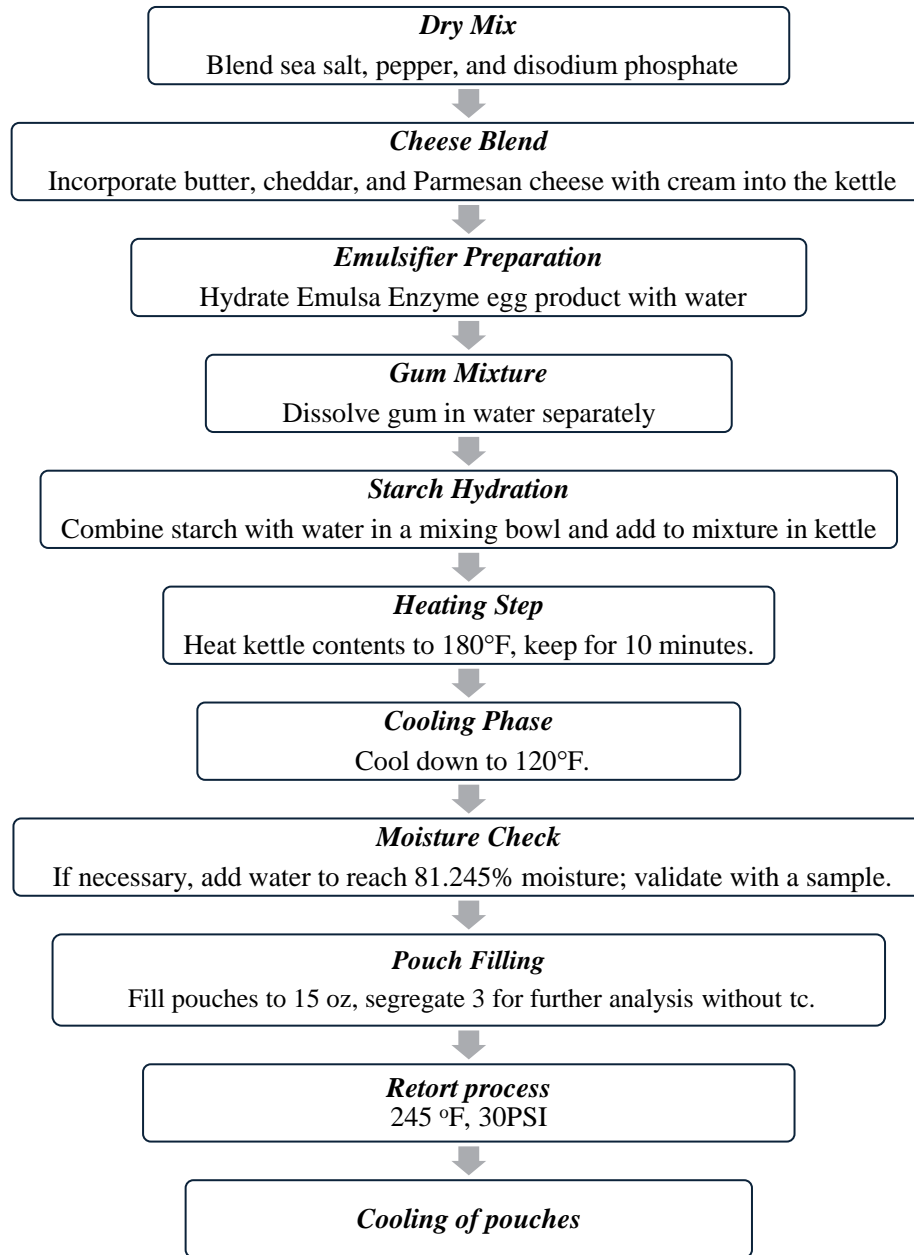 Dry Mix
Blend sea salt, pepper, and disodium phosphate
Cheese Blend
Incorporate butter, cheddar, and Parmesan cheese with cream into the kettle
Emulsifier Preparation
Hydrate Emulsa Enzyme egg product with water
Gum Mixture
Dissolve gum in water separately
Starch Hydration
Combine starch with water in a mixing bowl and add to mixture in kettle
Heating Step
Heat kettle contents to 180°F, keep for 10 minutes.
Cooling Phase
Cool down to 120°F.
Moisture Check
If necessary, add water to reach 81.245% moisture; validate with a sample.
Pouch Filling
Fill pouches to 15 oz, segregate 3 for further analysis without tc.
Retort process
245 °F, 30PSI
Cooling of pouches